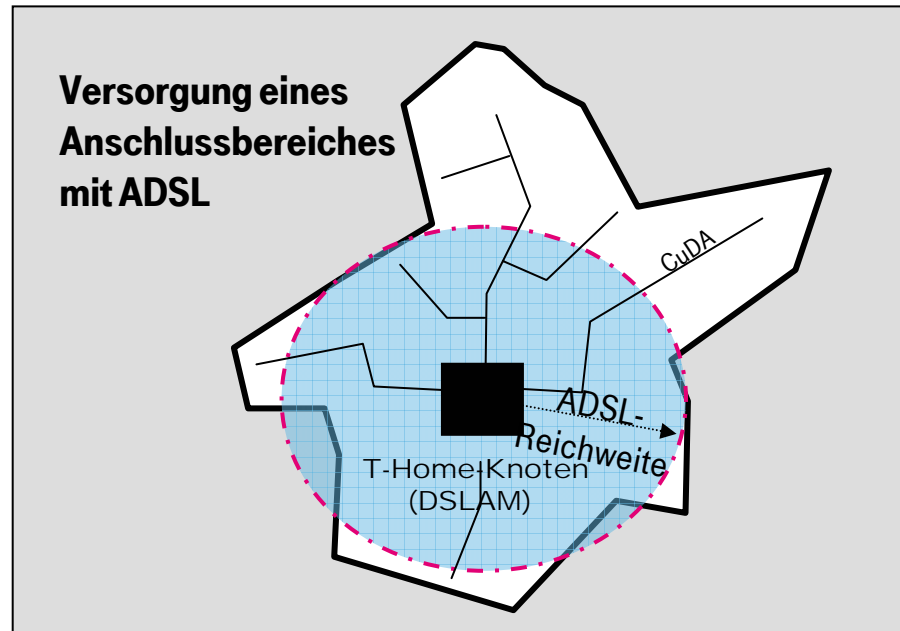 Versorgung eines
Anschlussbereiches
mit ADSL
CuDA
ADSL-
Reichweite
T-Home-Knoten
(DSLAM)